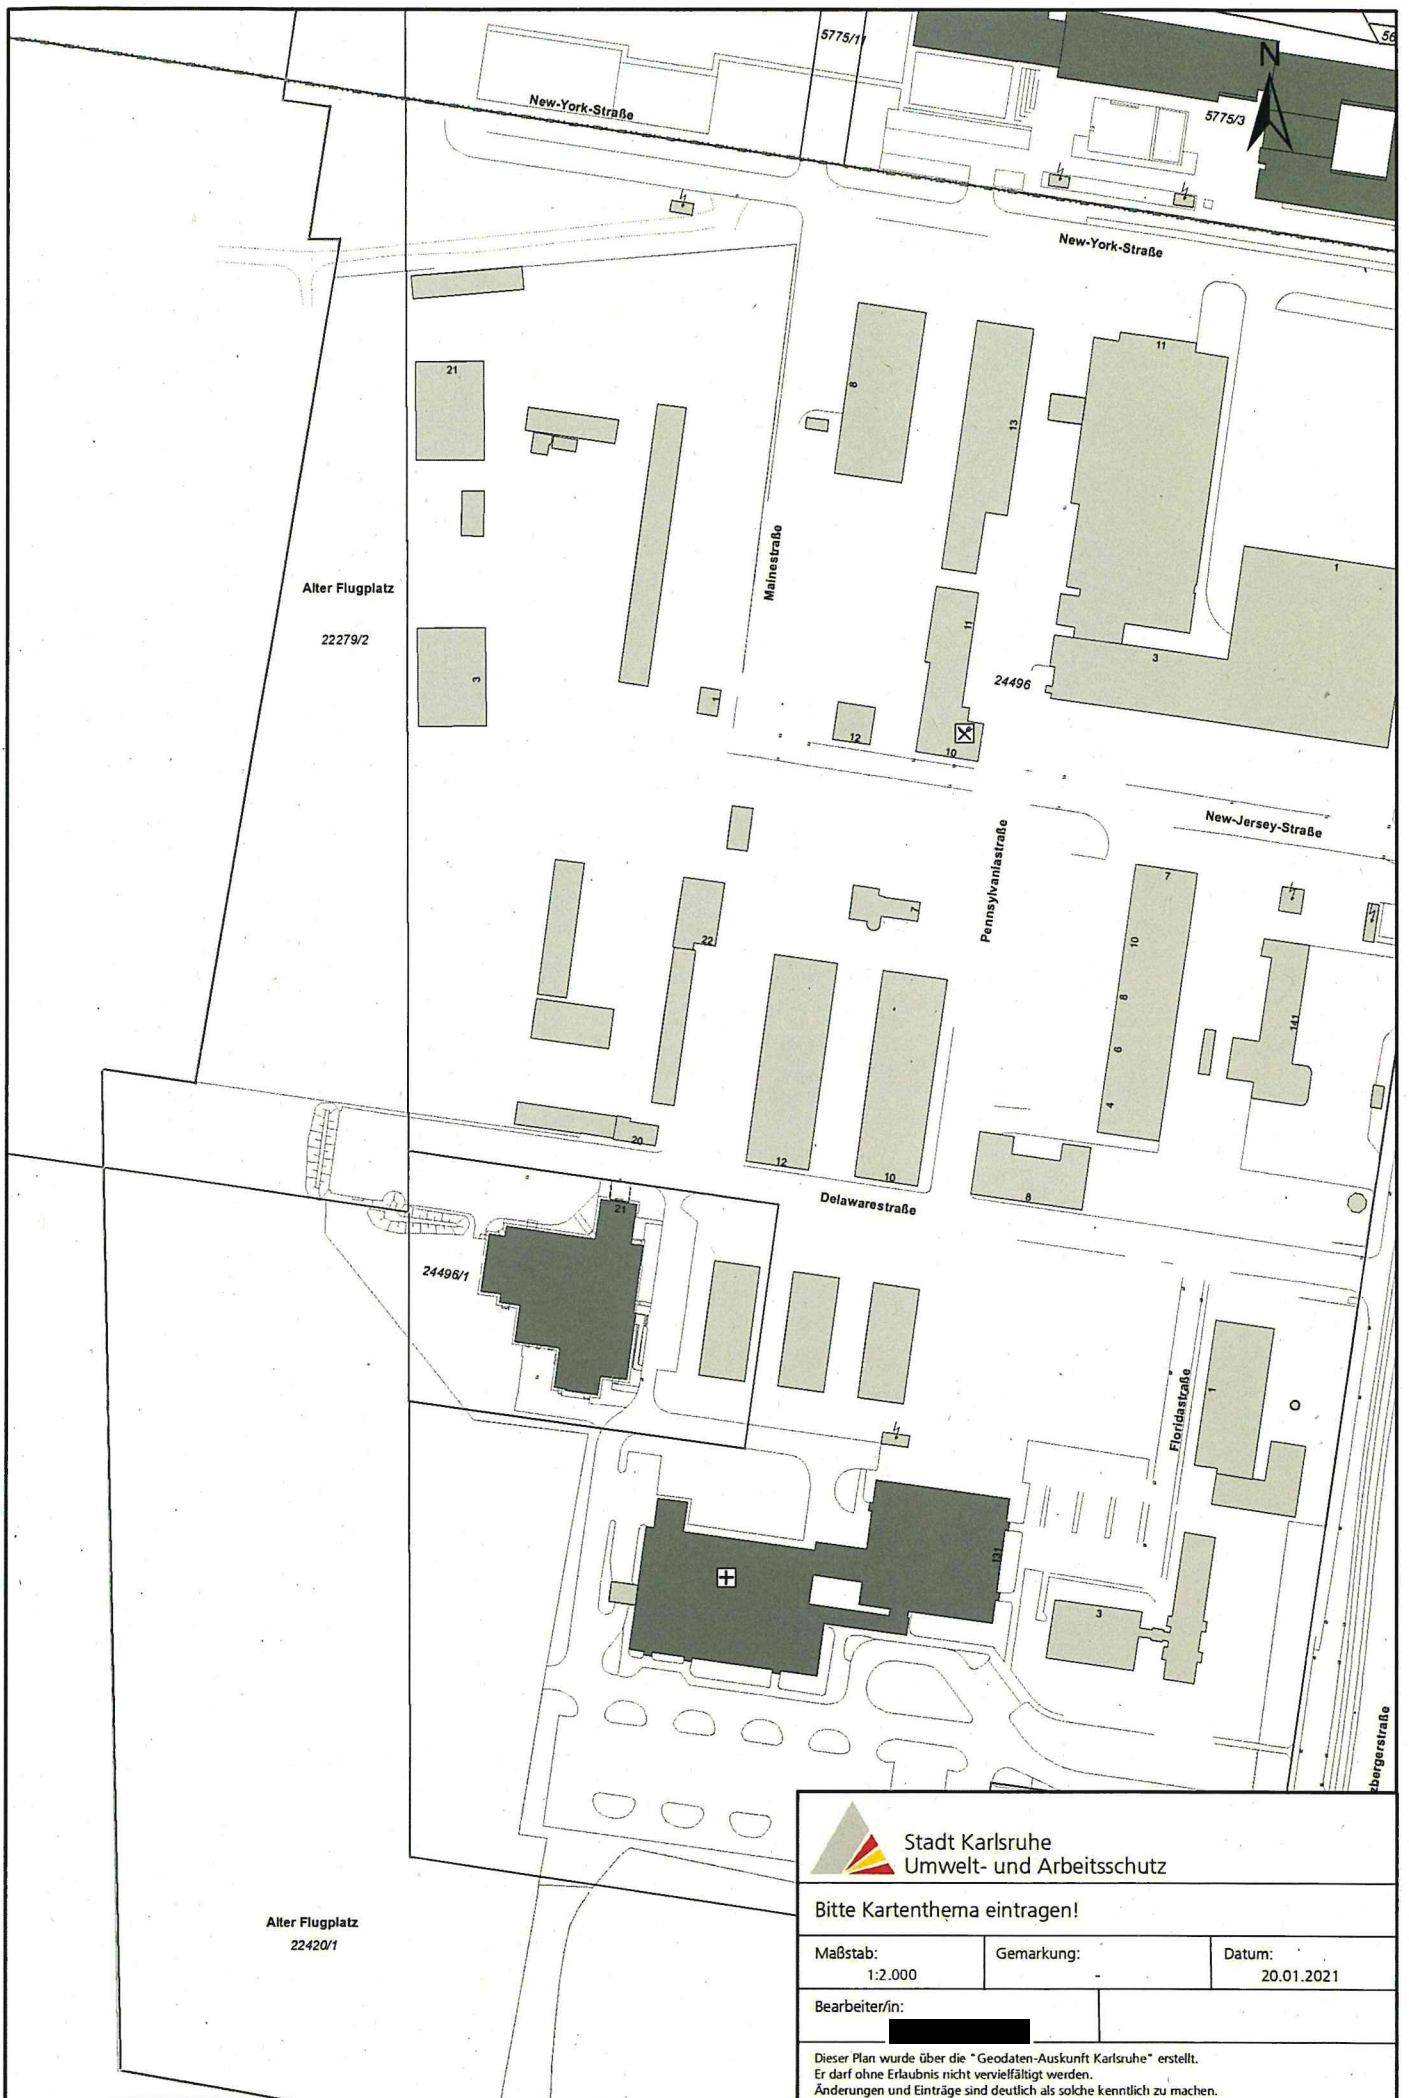 5775/11
56
N
New-York-Straße
5775/3
New-York-Straße
11
21
8
13
1
Mainestraße
Alter Flugplatz
11
22279/2
3
24496
3
1
12
10
New-Jersey-Straße
Pennsylvaniastraße
7
7
10
22
8
141
6
4
20
12
10
8
Delawarestraße
21
24496/1
1
Floridastraße
131
3
zbergerstraße
Stadt Karlsruhe
Umwelt- und Arbeitsschutz
Bitte Kartenthema eintragen!
Alter Flugplatz
22420/1
Maßstab:
1:2.000
Gemarkung:
-
Datum:
20.01.2021
Bearbeiter/in:
Dieser Plan wurde über die "Geodaten-Auskunft Karlsruhe" erstellt.
Er darf ohne Erlaubnis nicht vervielfältigt werden.
Änderungen und Einträge sind deutlich als solche kenntlich zu machen.